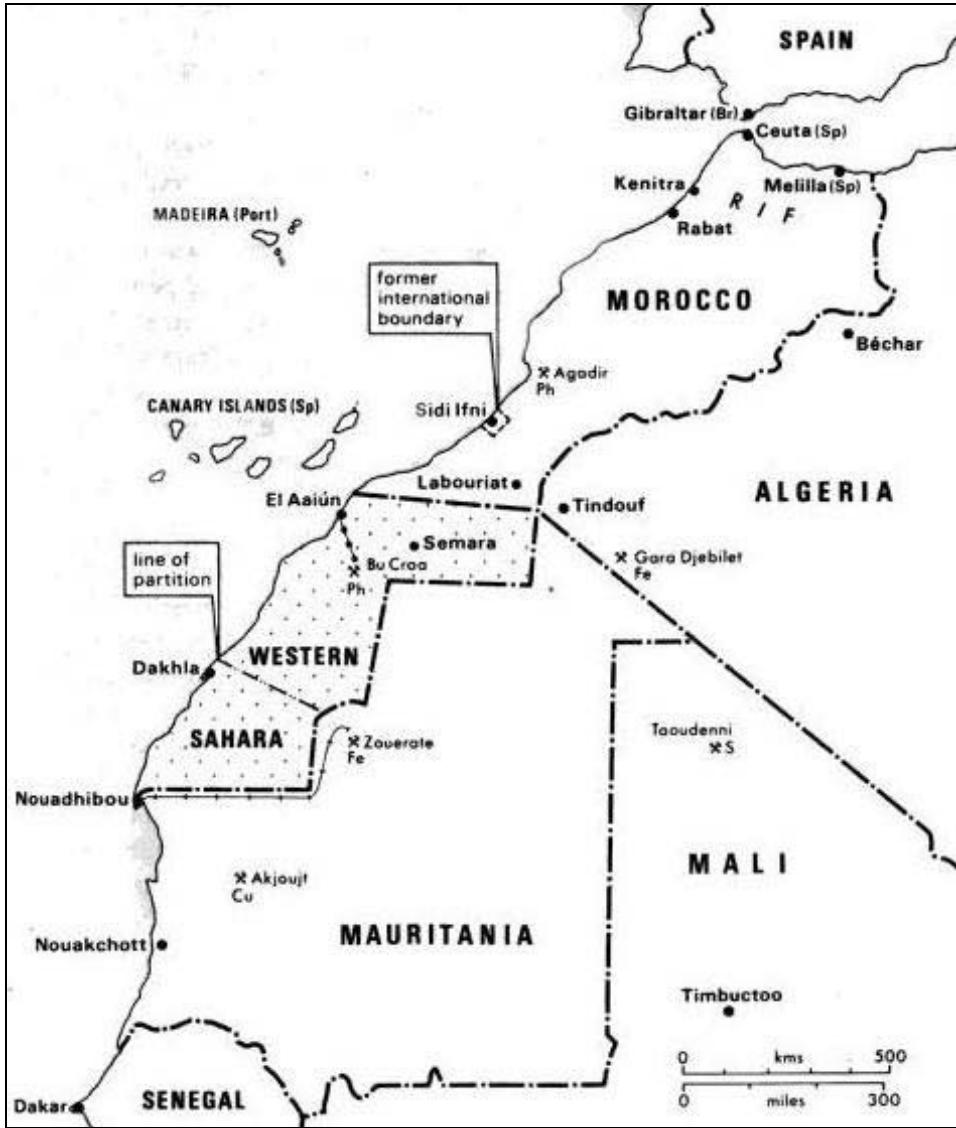 SPAIN
Gibraltar (Br)
Ceuta (Sp)
Kenitra
Melilla (Sp)
RIF
Rabat
MADEIRA (Port)
former
international
boundary
MOROCCO
Béchar
Agadir
Ph
CANARY ISLANDS (Sp)
Sidi Ifni
Labouriat
ALGERIA
El Aaiún
Tindouf
Semara
line of
partition
Bu Craa
Ph
Gara Djebilet
Fe
WESTERN
Dakhla
SAHARA
Zouerate
Fe
Taoudenni
S
Nouadhibou
MALI
Akjoujt
Cu
MAURITANIA
Nouakchott
Timbuctoo
0 kms 500
0 miles 300
SENEGAL
Dakar